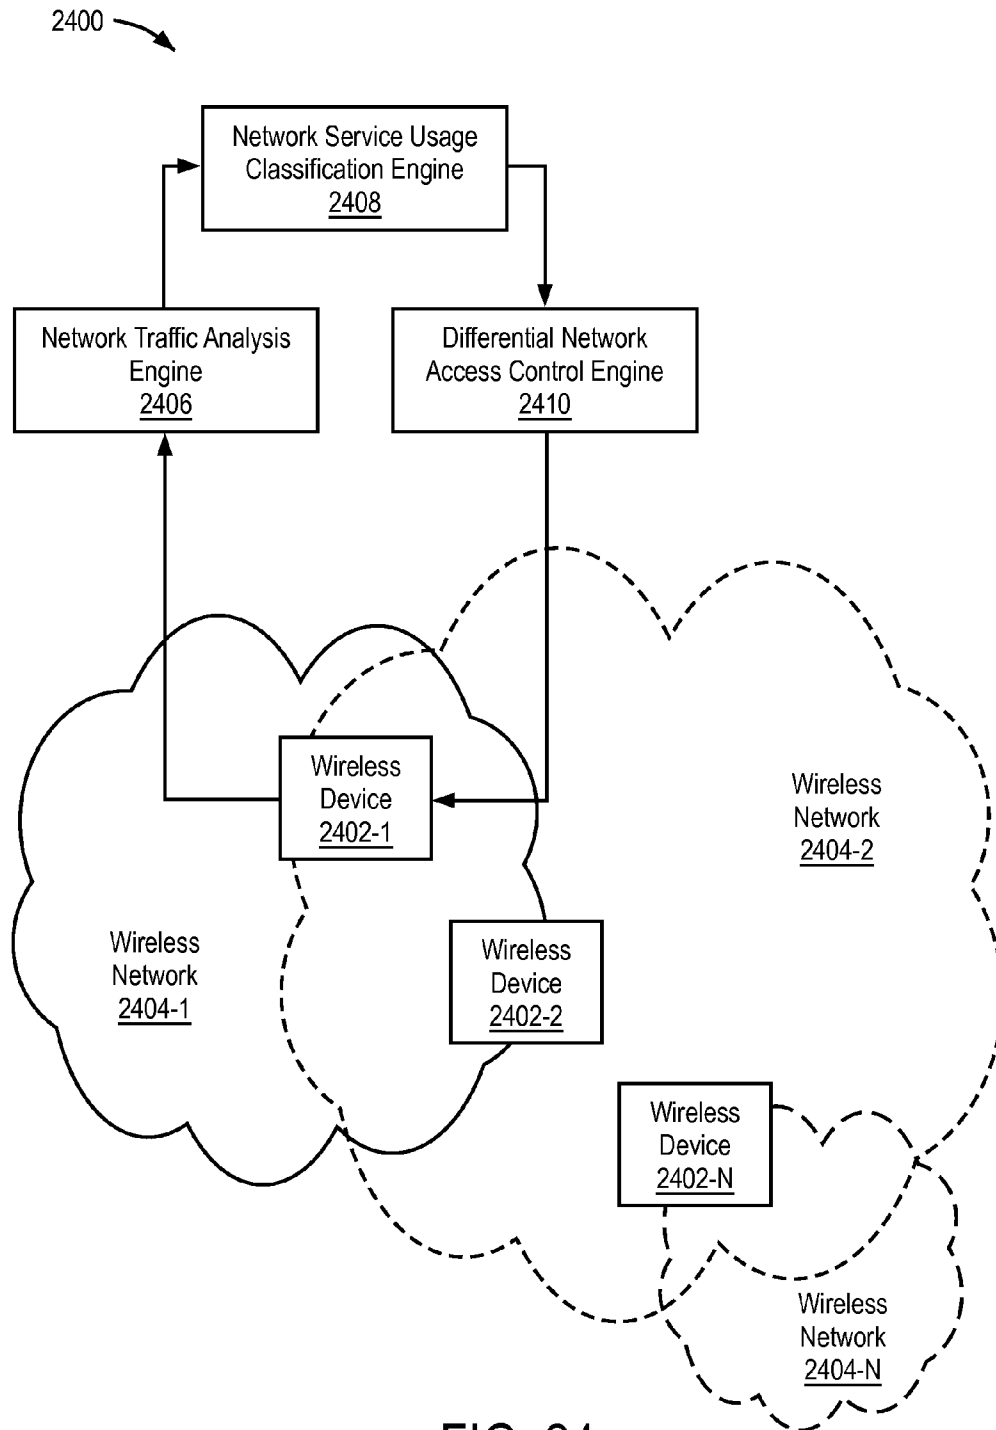 2400
Network Service Usage
Classification Engine
2408
Network Traffic Analysis
Engine
2406
Differential Network
Access Control Engine
2410
Wireless
Device
2402-1
Wireless
Network
2404-2
Wireless
Network
2404-1
Wireless
Device
2402-2
Wireless
Device
2402-N
Wireless
Network
2404-N
FIG. 24